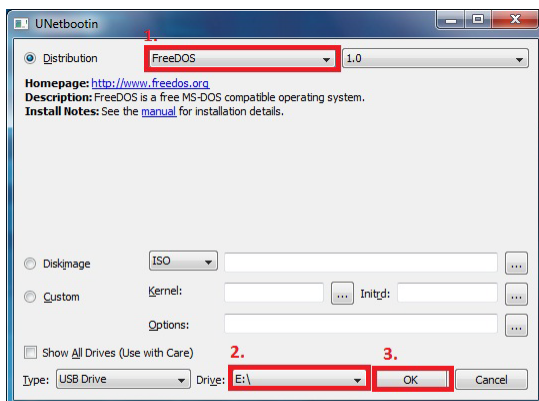 UNetbootin
1.
Distribution FreeDOS 1.0
Homepage: http://www.freedos.org
Description: FreeDOS is a free MS-DOS compatible operating system.
Install Notes: See the manual for installation details.
Diskimage ISO ...
Custom Kernel: ... Initrd: ...
Options: ...
Show All Drives (Use with Care) 2. 3.
Type: USB Drive Drive: E:\ OK Cancel